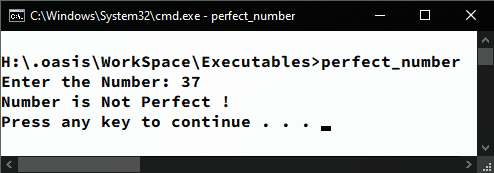 C:\Windows\System32\cmd.exe - perfect_number
H:\.oasis\WorkSpace\Executables>perfect_number
Enter the Number: 37
Number is Not Perfect !
Press any key to continue . . .